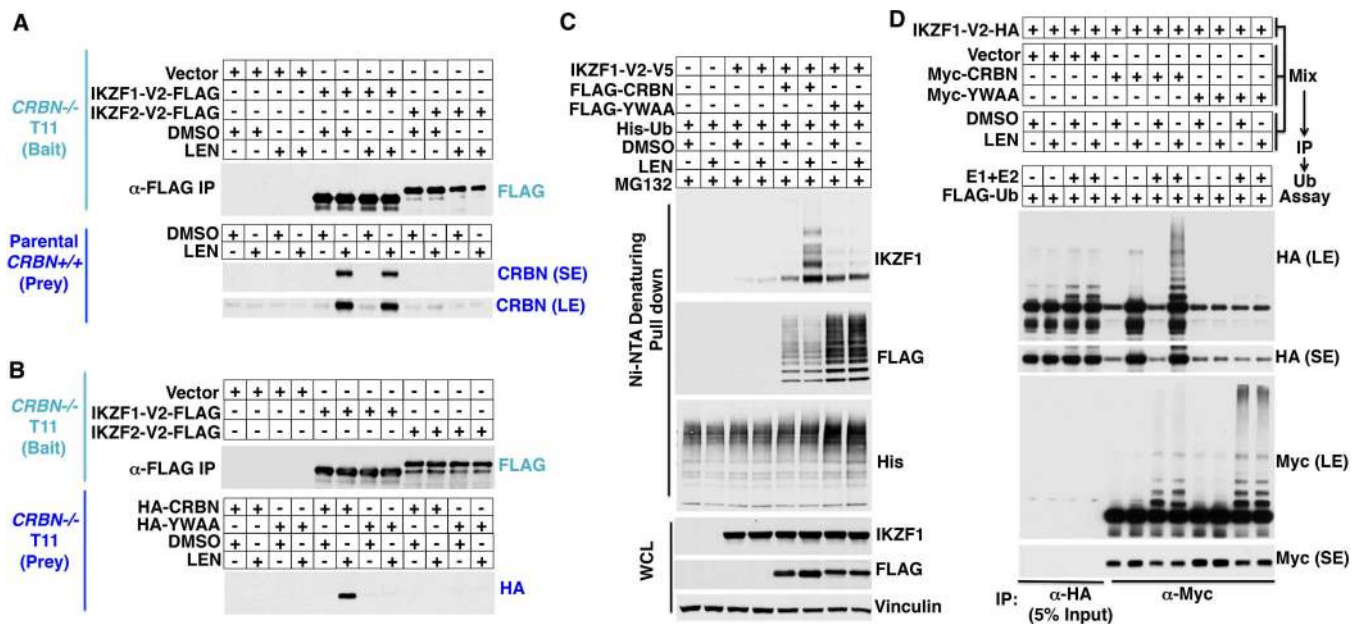 A
CRBN-/-
T11
(Bait)
Vector + + + + - - - - - - - -
IKZF1-V2-FLAG - - - - + + + + - - - -
IKZF2-V2-FLAG - - - - - - - - + + + +
DMSO + + - - + + - - + + - -
LEN - - + + - - + + - - + +
α-FLAG IP
FLAG
Parental
CRBN+/+
(Prey)
DMSO + - + - + - + - + - + -
LEN - + - + - + - + - + - +
CRBN (SE)
CRBN (LE)
B
CRBN-/-
T11
(Bait)
Vector + + + + - - - - - - - -
IKZF1-V2-FLAG - - - - + + + + - - - -
IKZF2-V2-FLAG - - - - - - - - + + + +
α-FLAG IP
FLAG
CRBN-/-
T11
(Prey)
HA-CRBN + + - - + + - - + + - -
HA-YWAA - - + + - - + + - - + +
DMSO + - + - + - + - + - + -
LEN - + - + - + - + - + - +
HA
C
- - + + + + + + IKZF1-V2-V5
- - - - + + - - FLAG-CRBN
- - - - - - + + FLAG-YWAA
+ + + + + + + + His-Ub
+ - + - + - + - DMSO
- + - + - + - + LEN
+ + + + + + + + MG132
Ni-NTA Denaturing
Pull down
IKZF1
FLAG
His
WCL
IKZF1
FLAG
Vinculin
D
IKZF1-V2-HA + + + + + + + + + + + +
Vector + + + + - - - - - - - -
Myc-CRBN - - - - + + + + - - - -
Myc-YWAA - - - - - - - - + + + +
DMSO + - + - + - + - + - + -
LEN - + - + - + - + - + - +
Mix
IP
Ub
Assay
E1+E2 - - + + - - + + - - + +
FLAG-Ub + + + + + + + + + + + +
HA (LE)
HA (SE)
Myc (LE)
Myc (SE)
IP: α-HA α-Myc
(5% Input)